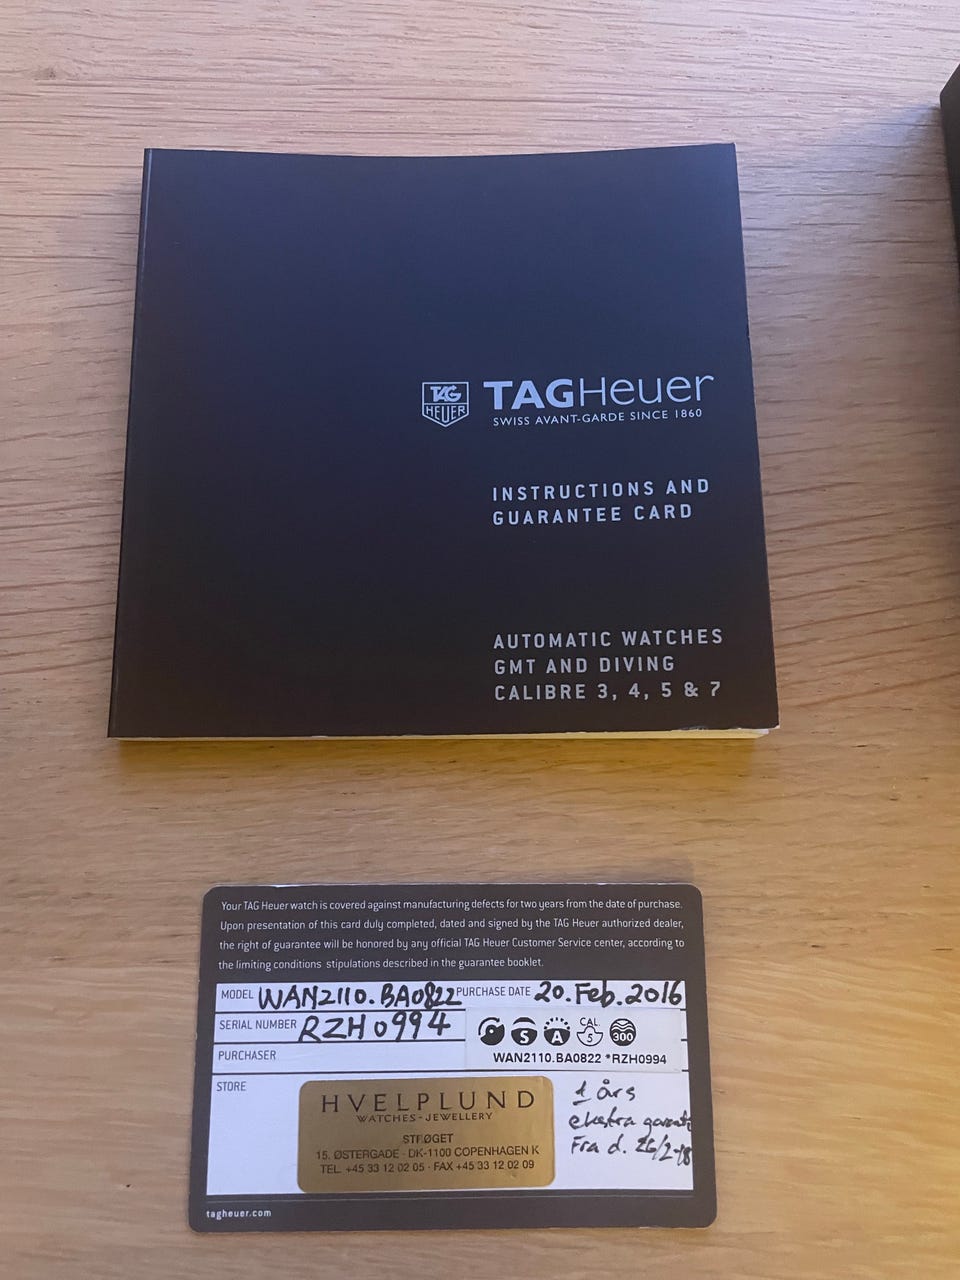 TAG
HEUER
TAGHeuer
SWISS AVANT-GARDE SINCE 1860
INSTRUCTIONS AND
GUARANTEE CARD
AUTOMATIC WATCHES
GMT AND DIVING
CALIBRE 3, 4, 5 & 7
Your TAG Heuer watch is covered against manufacturing defects for two years from the date of purchase.
Upon presentation of this card duly completed, dated and signed by the TAG Heuer authorized dealer,
the right of guarantee will be honored by any official TAG Heuer Customer Service center, according to
the limiting conditions stipulations described in the guarantee booklet.
MODEL WAN2110.BA0822 PURCHASE DATE 20.Feb.2016
SERIAL NUMBER RZH0994
S A CAL. 5 300
WAN2110.BA0822 *RZH0994
PURCHASER
STORE
HVELPLUND
WATCHES - JEWELLERY
STRØGET
15. ØSTERGADE · DK-1100 COPENHAGEN K
TEL. +45 33 12 02 05 · FAX +45 33 12 02 09
1 års
ekstra
Fra d.
tagheuer.com